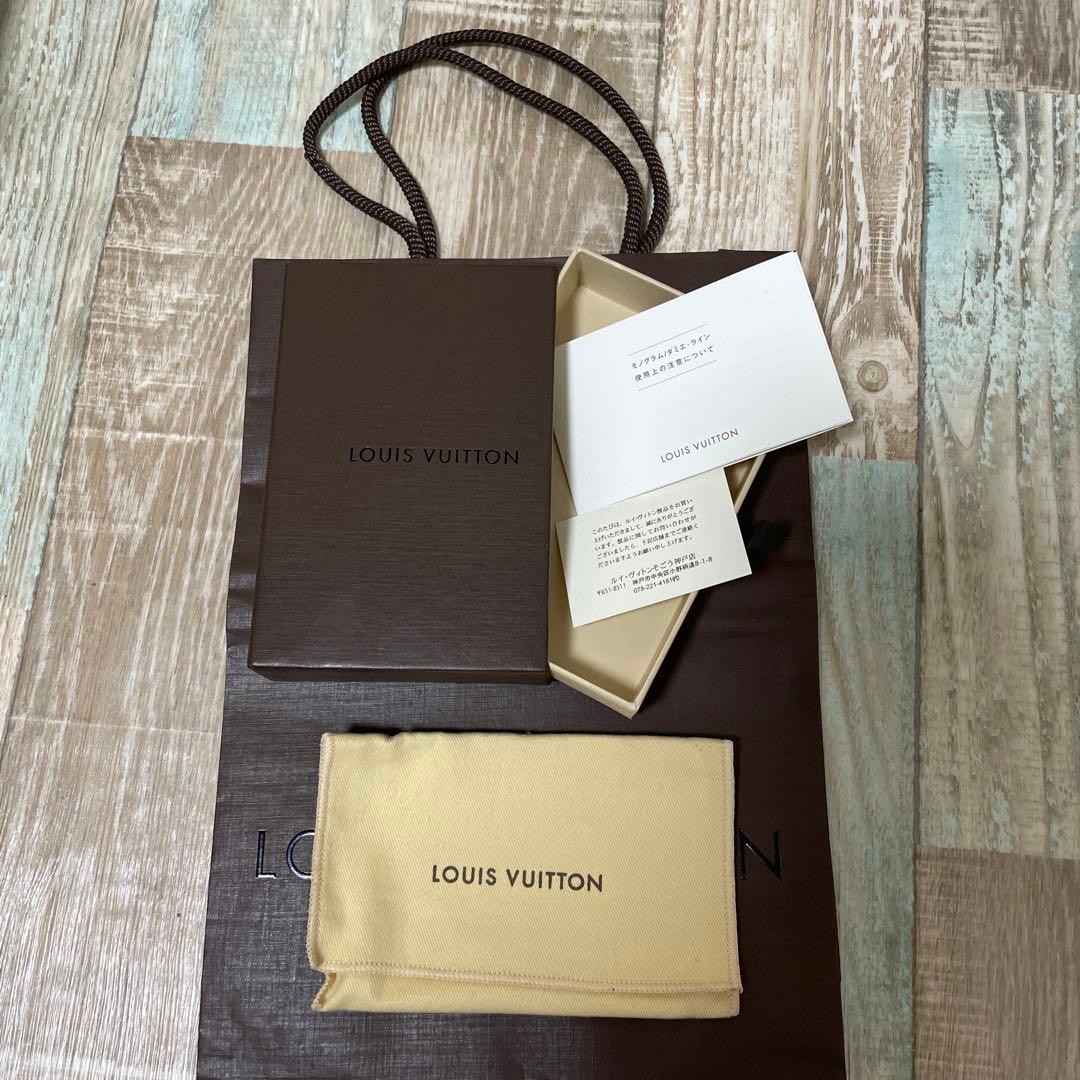 LOUIS VUITTON
モノグラム/ダミエ・ライン
使用上の注意について
LOUIS VUITTON
このたびは、ルイ・ヴィトン製品をお買い
上げいただきまして、誠にありがとうござ
います。製品に関してお問い合わせが
ございましたら、下記店舗までご連絡く
ださいますようお願い申し上げます。
ルイ・ヴィトンそごう神戸店
〒651-8511 神戸市中央区小野柄通8-1-8
078-221-4181㈹
LOUIS VUITTON